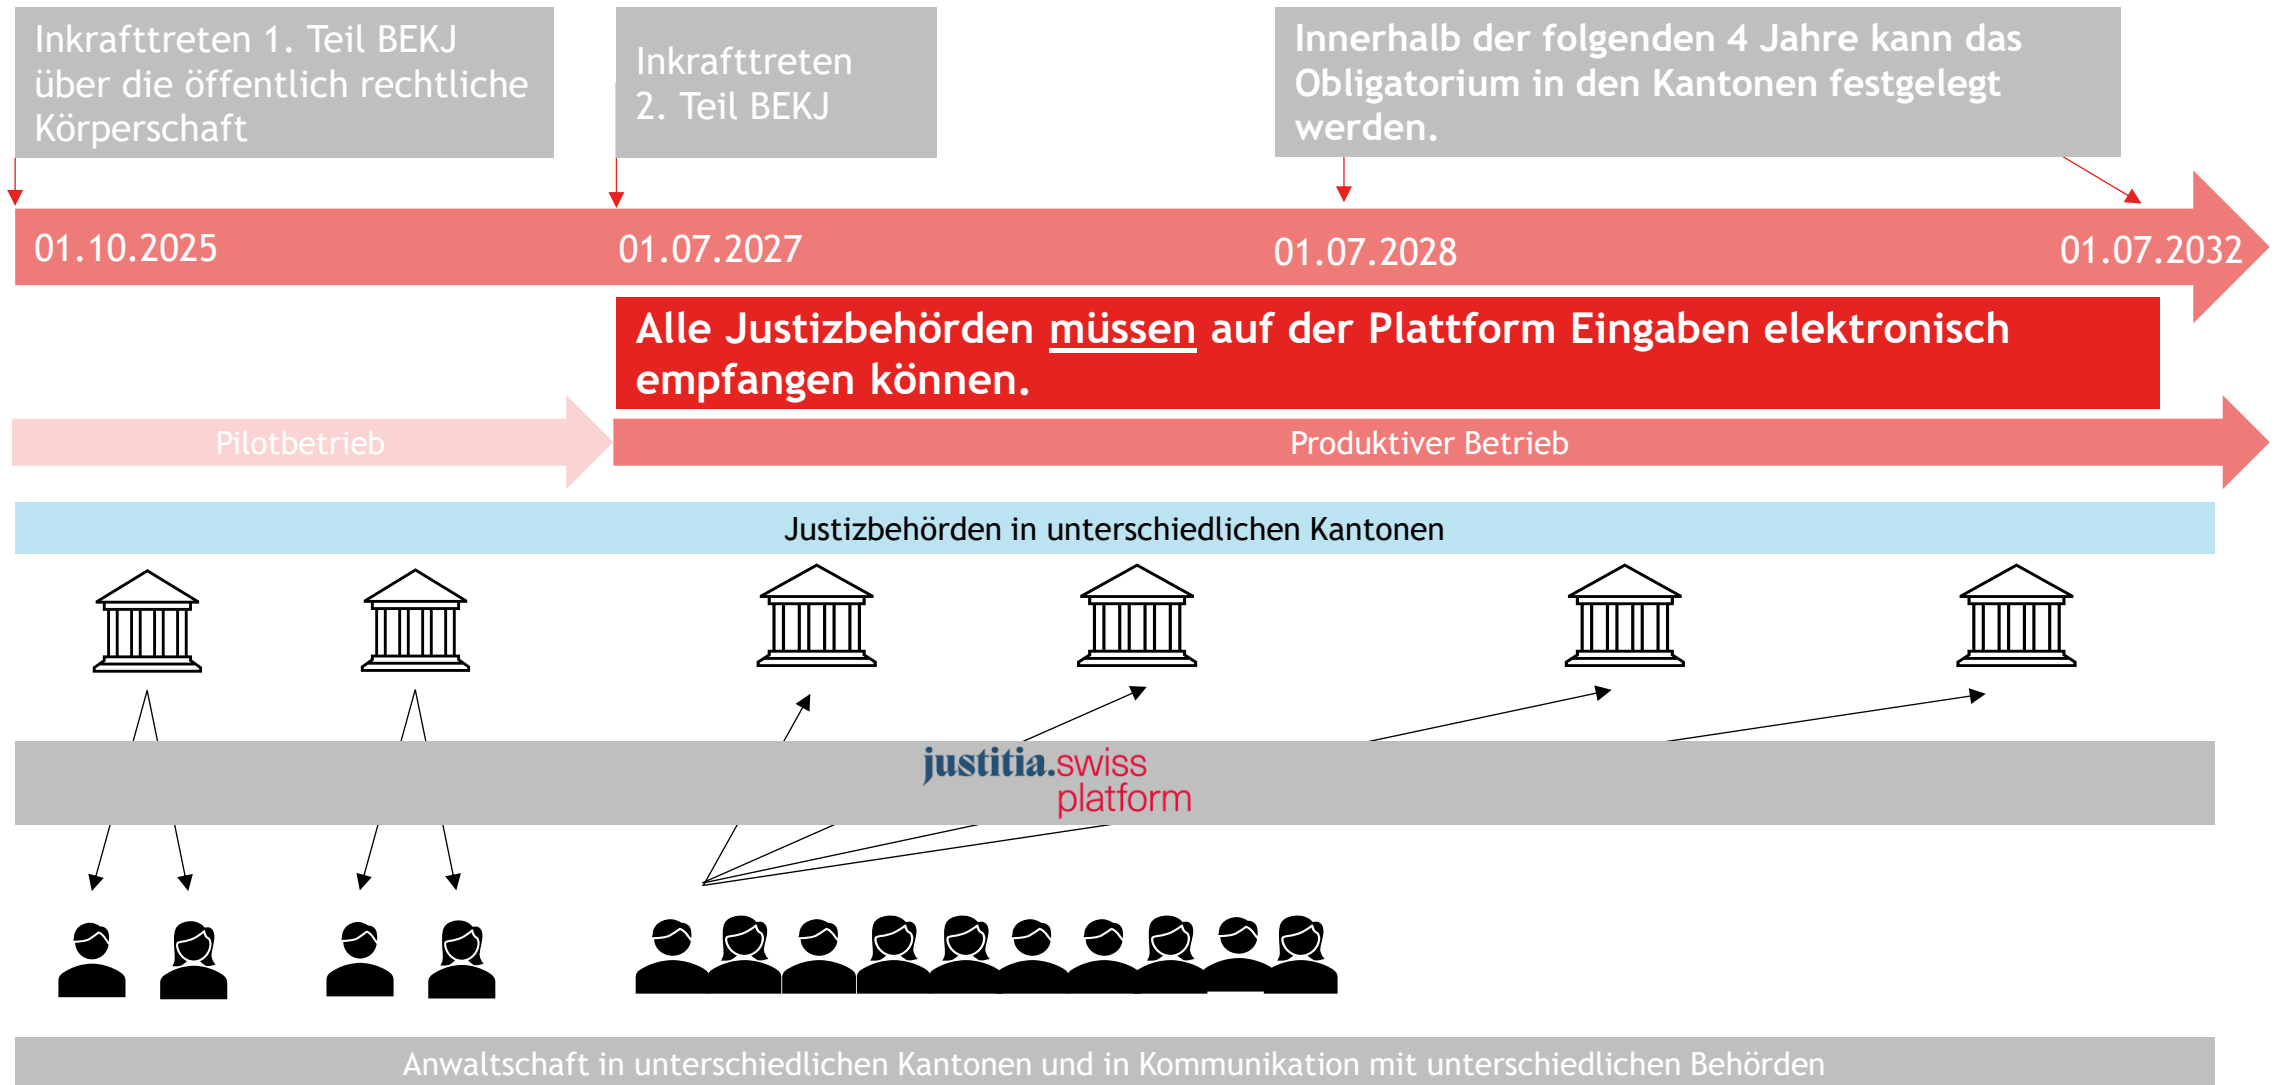 Inkrafttreten 1. Teil BEKJ
über die öffentlich rechtliche
Körperschaft
Inkrafttreten
2. Teil BEKJ
Innerhalb der folgenden 4 Jahre kann das
Obligatorium in den Kantonen festgelegt
werden.
01.10.2025
01.07.2027
01.07.2028
01.07.2032
Alle Justizbehörden müssen auf der Plattform Eingaben elektronisch
empfangen können.
Pilotbetrieb
Produktiver Betrieb
Justizbehörden in unterschiedlichen Kantonen
justitia.swiss
platform
Anwaltschaft in unterschiedlichen Kantonen und in Kommunikation mit unterschiedlichen Behörden